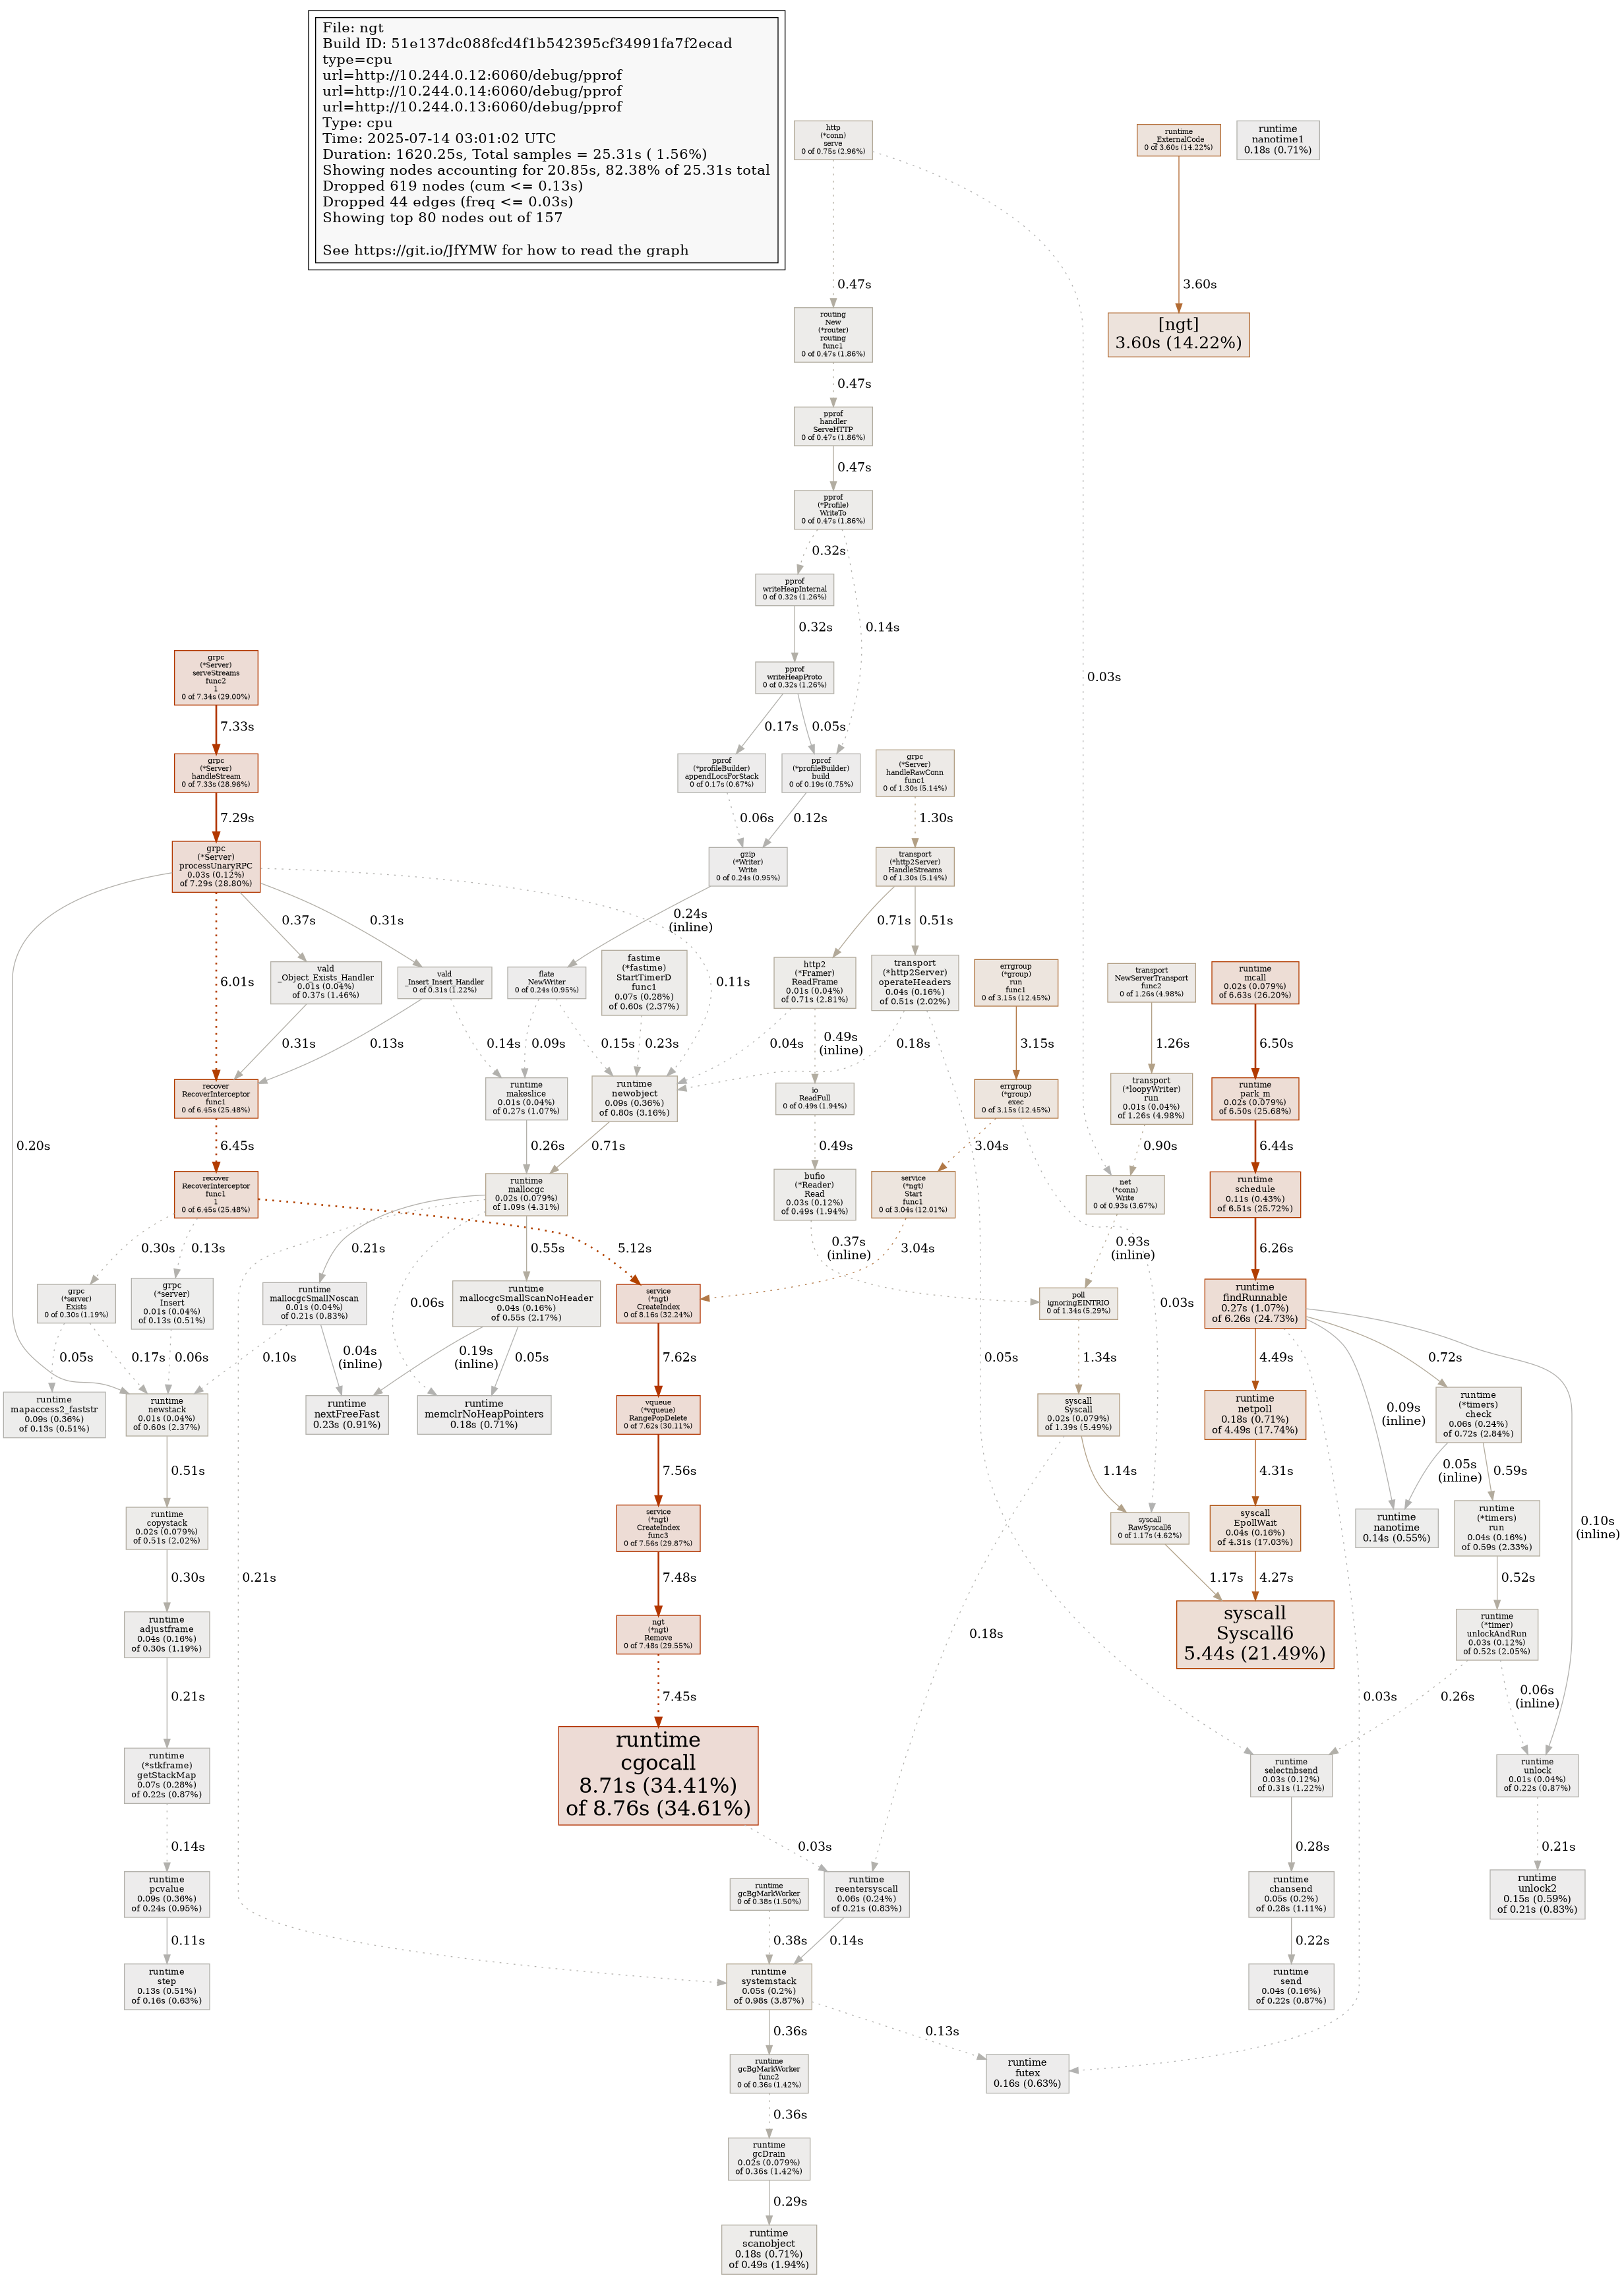 File: ngt
Build ID: 51e137dc088fcd4f1b542395cf34991fa7f2ecad
type=cpu
url=http://10.244.0.12:6060/debug/pprof
url=http://10.244.0.14:6060/debug/pprof
url=http://10.244.0.13:6060/debug/pprof
Type: cpu
Time: 2025-07-14 03:01:02 UTC
Duration: 1620.25s, Total samples = 25.31s ( 1.56%)
Showing nodes accounting for 20.85s, 82.38% of 25.31s total
Dropped 619 nodes (cum <= 0.13s)
Dropped 44 edges (freq <= 0.03s)
Showing top 80 nodes out of 157
See https://git.io/JfYMW for how to read the graph
http
(*conn)
serve
0 of 0.75s (2.96%)
runtime
_ExternalCode
0 of 3.60s (14.22%)
runtime
nanotime1
0.18s (0.71%)
0.47s
3.60s
routing
New
(*router)
routing
func1
0 of 0.47s (1.86%)
[ngt]
3.60s (14.22%)
0.47s
pprof
handler
ServeHTTP
0 of 0.47s (1.86%)
0.47s
pprof
(*Profile)
WriteTo
0 of 0.47s (1.86%)
0.32s
pprof
writeHeapInternal
0 of 0.32s (1.26%)
0.32s
0.14s
0.03s
pprof
writeHeapProto
0 of 0.32s (1.26%)
grpc
(*Server)
serveStreams
func2
1
0 of 7.34s (29.00%)
7.33s
0.17s
0.05s
grpc
(*Server)
handleStream
0 of 7.33s (28.96%)
pprof
(*profileBuilder)
appendLocsForStack
0 of 0.17s (0.67%)
pprof
(*profileBuilder)
build
0 of 0.19s (0.75%)
grpc
(*Server)
handleRawConn
func1
0 of 1.30s (5.14%)
7.29s
0.06s
0.12s
1.30s
grpc
(*Server)
processUnaryRPC
0.03s (0.12%)
of 7.29s (28.80%)
gzip
(*Writer)
Write
0 of 0.24s (0.95%)
transport
(*http2Server)
HandleStreams
0 of 1.30s (5.14%)
0.37s
0.31s
0.24s
(inline)
0.71s
0.51s
6.01s
vald
_Object_Exists_Handler
0.01s (0.04%)
of 0.37s (1.46%)
vald
_Insert_Insert_Handler
0 of 0.31s (1.22%)
flate
NewWriter
0 of 0.24s (0.95%)
fastime
(*fastime)
StartTimerD
func1
0.07s (0.28%)
of 0.60s (2.37%)
0.11s
http2
(*Framer)
ReadFrame
0.01s (0.04%)
of 0.71s (2.81%)
transport
(*http2Server)
operateHeaders
0.04s (0.16%)
of 0.51s (2.02%)
errgroup
(*group)
run
func1
0 of 3.15s (12.45%)
transport
NewServerTransport
func2
0 of 1.26s (4.98%)
runtime
mcall
0.02s (0.079%)
of 6.63s (26.20%)
0.31s
0.13s
0.14s
0.09s
0.15s
0.23s
0.04s
0.49s
(inline)
0.18s
3.15s
1.26s
6.50s
recover
RecoverInterceptor
func1
0 of 6.45s (25.48%)
runtime
makeslice
0.01s (0.04%)
of 0.27s (1.07%)
runtime
newobject
0.09s (0.36%)
of 0.80s (3.16%)
io
ReadFull
0 of 0.49s (1.94%)
errgroup
(*group)
exec
0 of 3.15s (12.45%)
transport
(*loopyWriter)
run
0.01s (0.04%)
of 1.26s (4.98%)
runtime
park_m
0.02s (0.079%)
of 6.50s (25.68%)
0.20s
6.45s
0.26s
0.71s
0.49s
3.04s
0.90s
6.44s
recover
RecoverInterceptor
func1
1
0 of 6.45s (25.48%)
runtime
mallocgc
0.02s (0.079%)
of 1.09s (4.31%)
bufio
(*Reader)
Read
0.03s (0.12%)
of 0.49s (1.94%)
service
(*ngt)
Start
func1
0 of 3.04s (12.01%)
net
(*conn)
Write
0 of 0.93s (3.67%)
runtime
schedule
0.11s (0.43%)
of 6.51s (25.72%)
0.30s
0.13s
0.21s
0.55s
5.12s
0.37s
(inline)
3.04s
0.93s
(inline)
6.26s
grpc
(*server)
Exists
0 of 0.30s (1.19%)
grpc
(*server)
Insert
0.01s (0.04%)
of 0.13s (0.51%)
runtime
mallocgcSmallNoscan
0.01s (0.04%)
of 0.21s (0.83%)
0.06s
runtime
mallocgcSmallScanNoHeader
0.04s (0.16%)
of 0.55s (2.17%)
service
(*ngt)
CreateIndex
0 of 8.16s (32.24%)
poll
ignoringEINTRIO
0 of 1.34s (5.29%)
0.03s
runtime
findRunnable
0.27s (1.07%)
of 6.26s (24.73%)
0.05s
0.17s
0.06s
0.10s
0.04s
(inline)
0.19s
(inline)
0.05s
7.62s
0.05s
1.34s
4.49s
0.72s
runtime
mapaccess2_faststr
0.09s (0.36%)
of 0.13s (0.51%)
runtime
newstack
0.01s (0.04%)
of 0.60s (2.37%)
runtime
nextFreeFast
0.23s (0.91%)
runtime
memclrNoHeapPointers
0.18s (0.71%)
vqueue
(*vqueue)
RangePopDelete
0 of 7.62s (30.11%)
syscall
Syscall
0.02s (0.079%)
of 1.39s (5.49%)
runtime
netpoll
0.18s (0.71%)
of 4.49s (17.74%)
0.09s
(inline)
runtime
(*timers)
check
0.06s (0.24%)
of 0.72s (2.84%)
0.51s
7.56s
1.14s
4.31s
0.05s
(inline)
0.59s
0.10s
(inline)
runtime
copystack
0.02s (0.079%)
of 0.51s (2.02%)
service
(*ngt)
CreateIndex
func3
0 of 7.56s (29.87%)
syscall
RawSyscall6
0 of 1.17s (4.62%)
syscall
EpollWait
0.04s (0.16%)
of 4.31s (17.03%)
runtime
nanotime
0.14s (0.55%)
runtime
(*timers)
run
0.04s (0.16%)
of 0.59s (2.33%)
0.30s
0.21s
7.48s
1.17s
4.27s
0.52s
runtime
adjustframe
0.04s (0.16%)
of 0.30s (1.19%)
ngt
(*ngt)
Remove
0 of 7.48s (29.55%)
0.18s
syscall
Syscall6
5.44s (21.49%)
runtime
(*timer)
unlockAndRun
0.03s (0.12%)
of 0.52s (2.05%)
0.21s
7.45s
0.03s
0.26s
0.06s
(inline)
runtime
(*stkframe)
getStackMap
0.07s (0.28%)
of 0.22s (0.87%)
runtime
cgocall
8.71s (34.41%)
of 8.76s (34.61%)
runtime
selectnbsend
0.03s (0.12%)
of 0.31s (1.22%)
runtime
unlock
0.01s (0.04%)
of 0.22s (0.87%)
0.14s
0.03s
0.28s
0.21s
runtime
pcvalue
0.09s (0.36%)
of 0.24s (0.95%)
runtime
gcBgMarkWorker
0 of 0.38s (1.50%)
runtime
reentersyscall
0.06s (0.24%)
of 0.21s (0.83%)
runtime
chansend
0.05s (0.2%)
of 0.28s (1.11%)
runtime
unlock2
0.15s (0.59%)
of 0.21s (0.83%)
0.11s
0.38s
0.14s
0.22s
runtime
step
0.13s (0.51%)
of 0.16s (0.63%)
runtime
systemstack
0.05s (0.2%)
of 0.98s (3.87%)
runtime
send
0.04s (0.16%)
of 0.22s (0.87%)
0.36s
0.13s
runtime
gcBgMarkWorker
func2
0 of 0.36s (1.42%)
runtime
futex
0.16s (0.63%)
0.36s
runtime
gcDrain
0.02s (0.079%)
of 0.36s (1.42%)
0.29s
runtime
scanobject
0.18s (0.71%)
of 0.49s (1.94%)